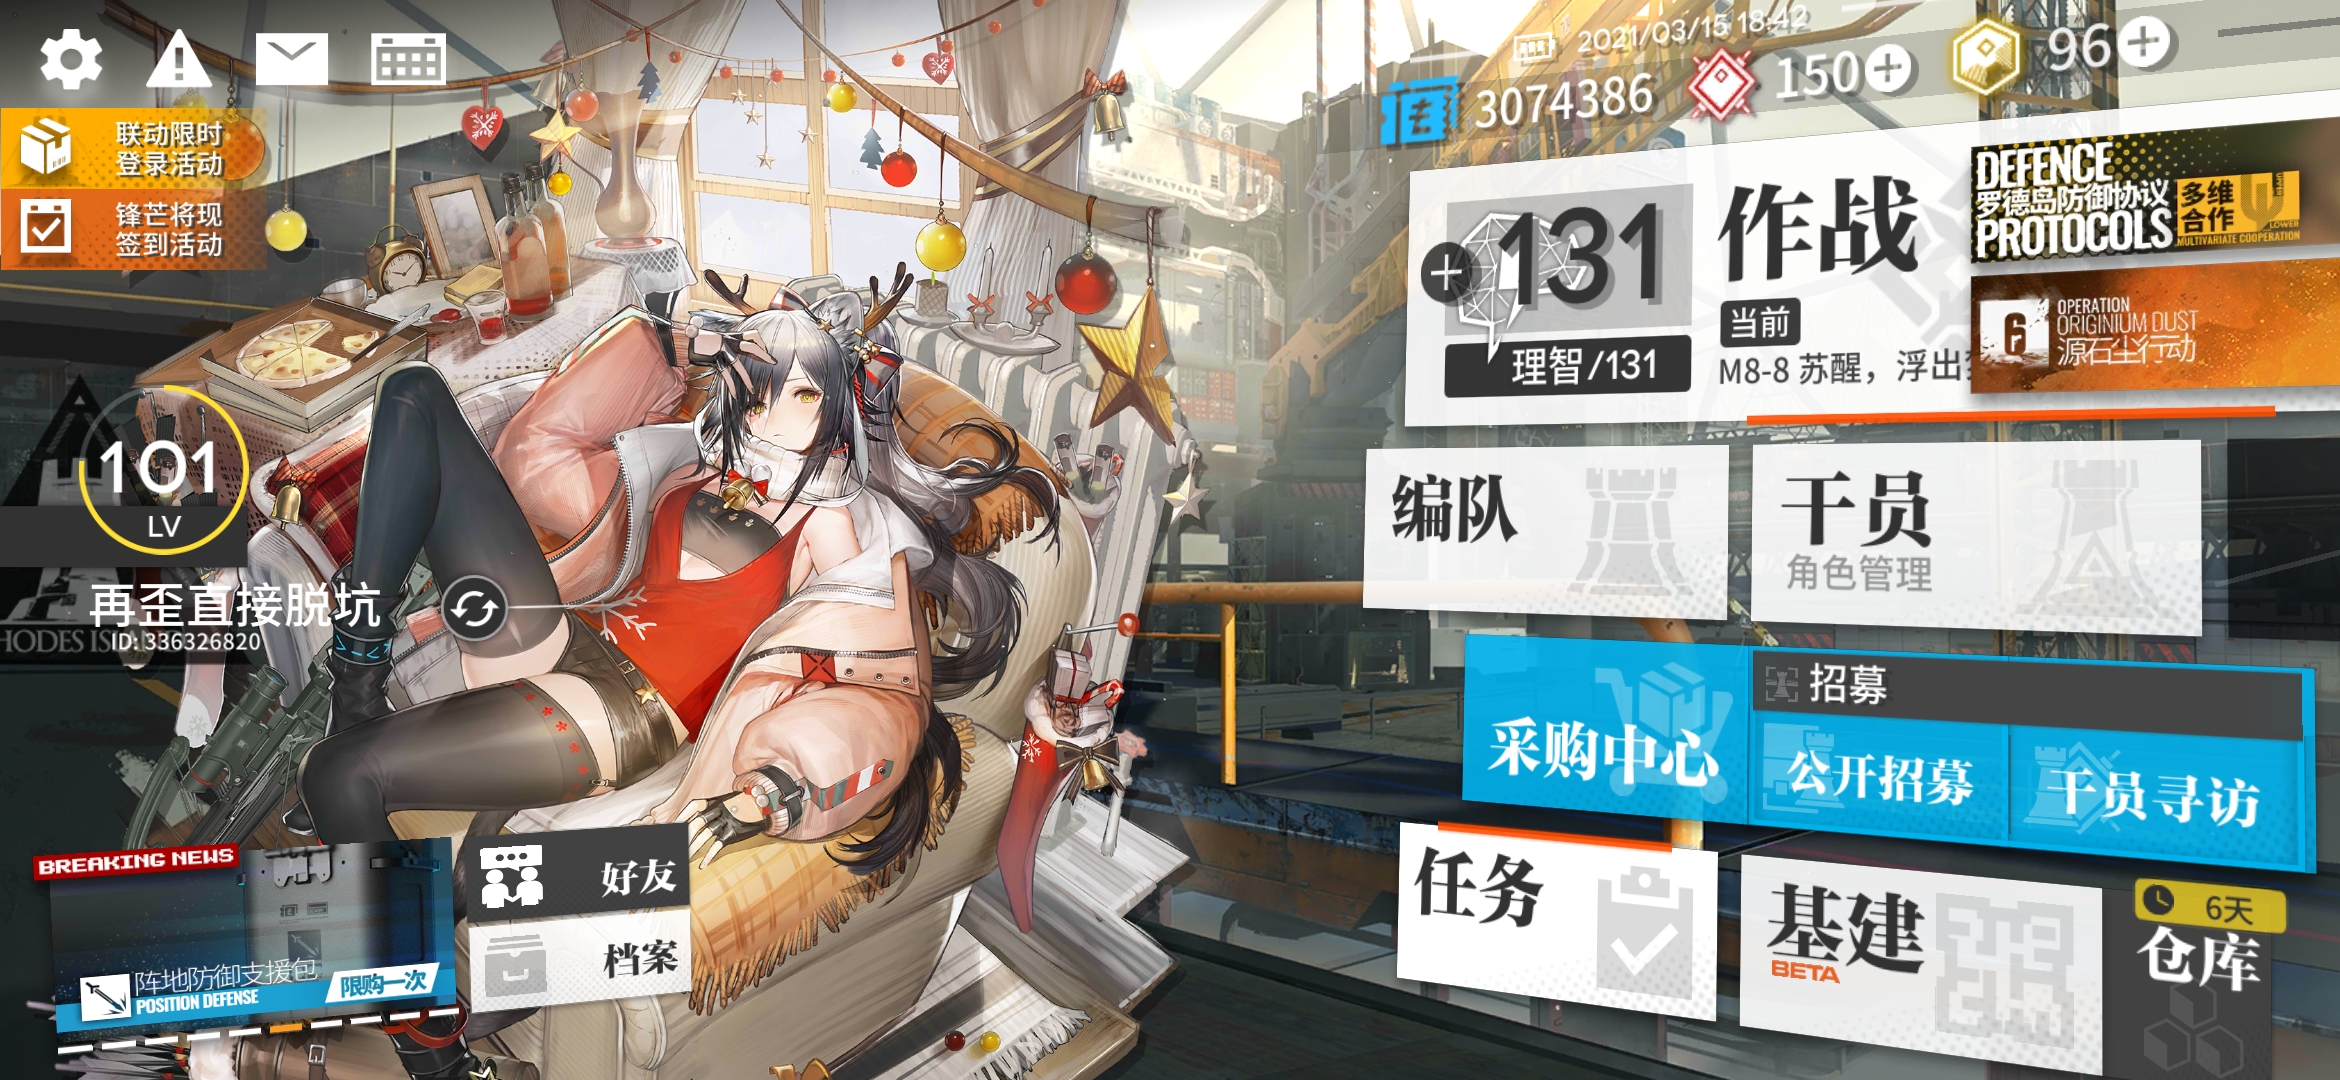 2021/03/15 18:42
3074386
150
96
联动限时
登录活动
锋芒将现
签到活动
101
LV
再歪直接脱坑
ID: 336326820
131
理智/131
作战
当前
M8-8 苏醒，浮出
DEFENCE
罗德岛防御协议
PROTOCOLS
多维
合作
UPPER
LOWER
MULTIVARIATE COOPERATION
6
OPERATION
ORIGINIUM DUST
源石尘行动
编队
干员
角色管理
采购中心
招募
公开招募
干员寻访
任务
基建
BETA
6天
仓库
BREAKING NEWS
阵地防御支援包
POSITION DEFENSE
限购一次
好友
档案